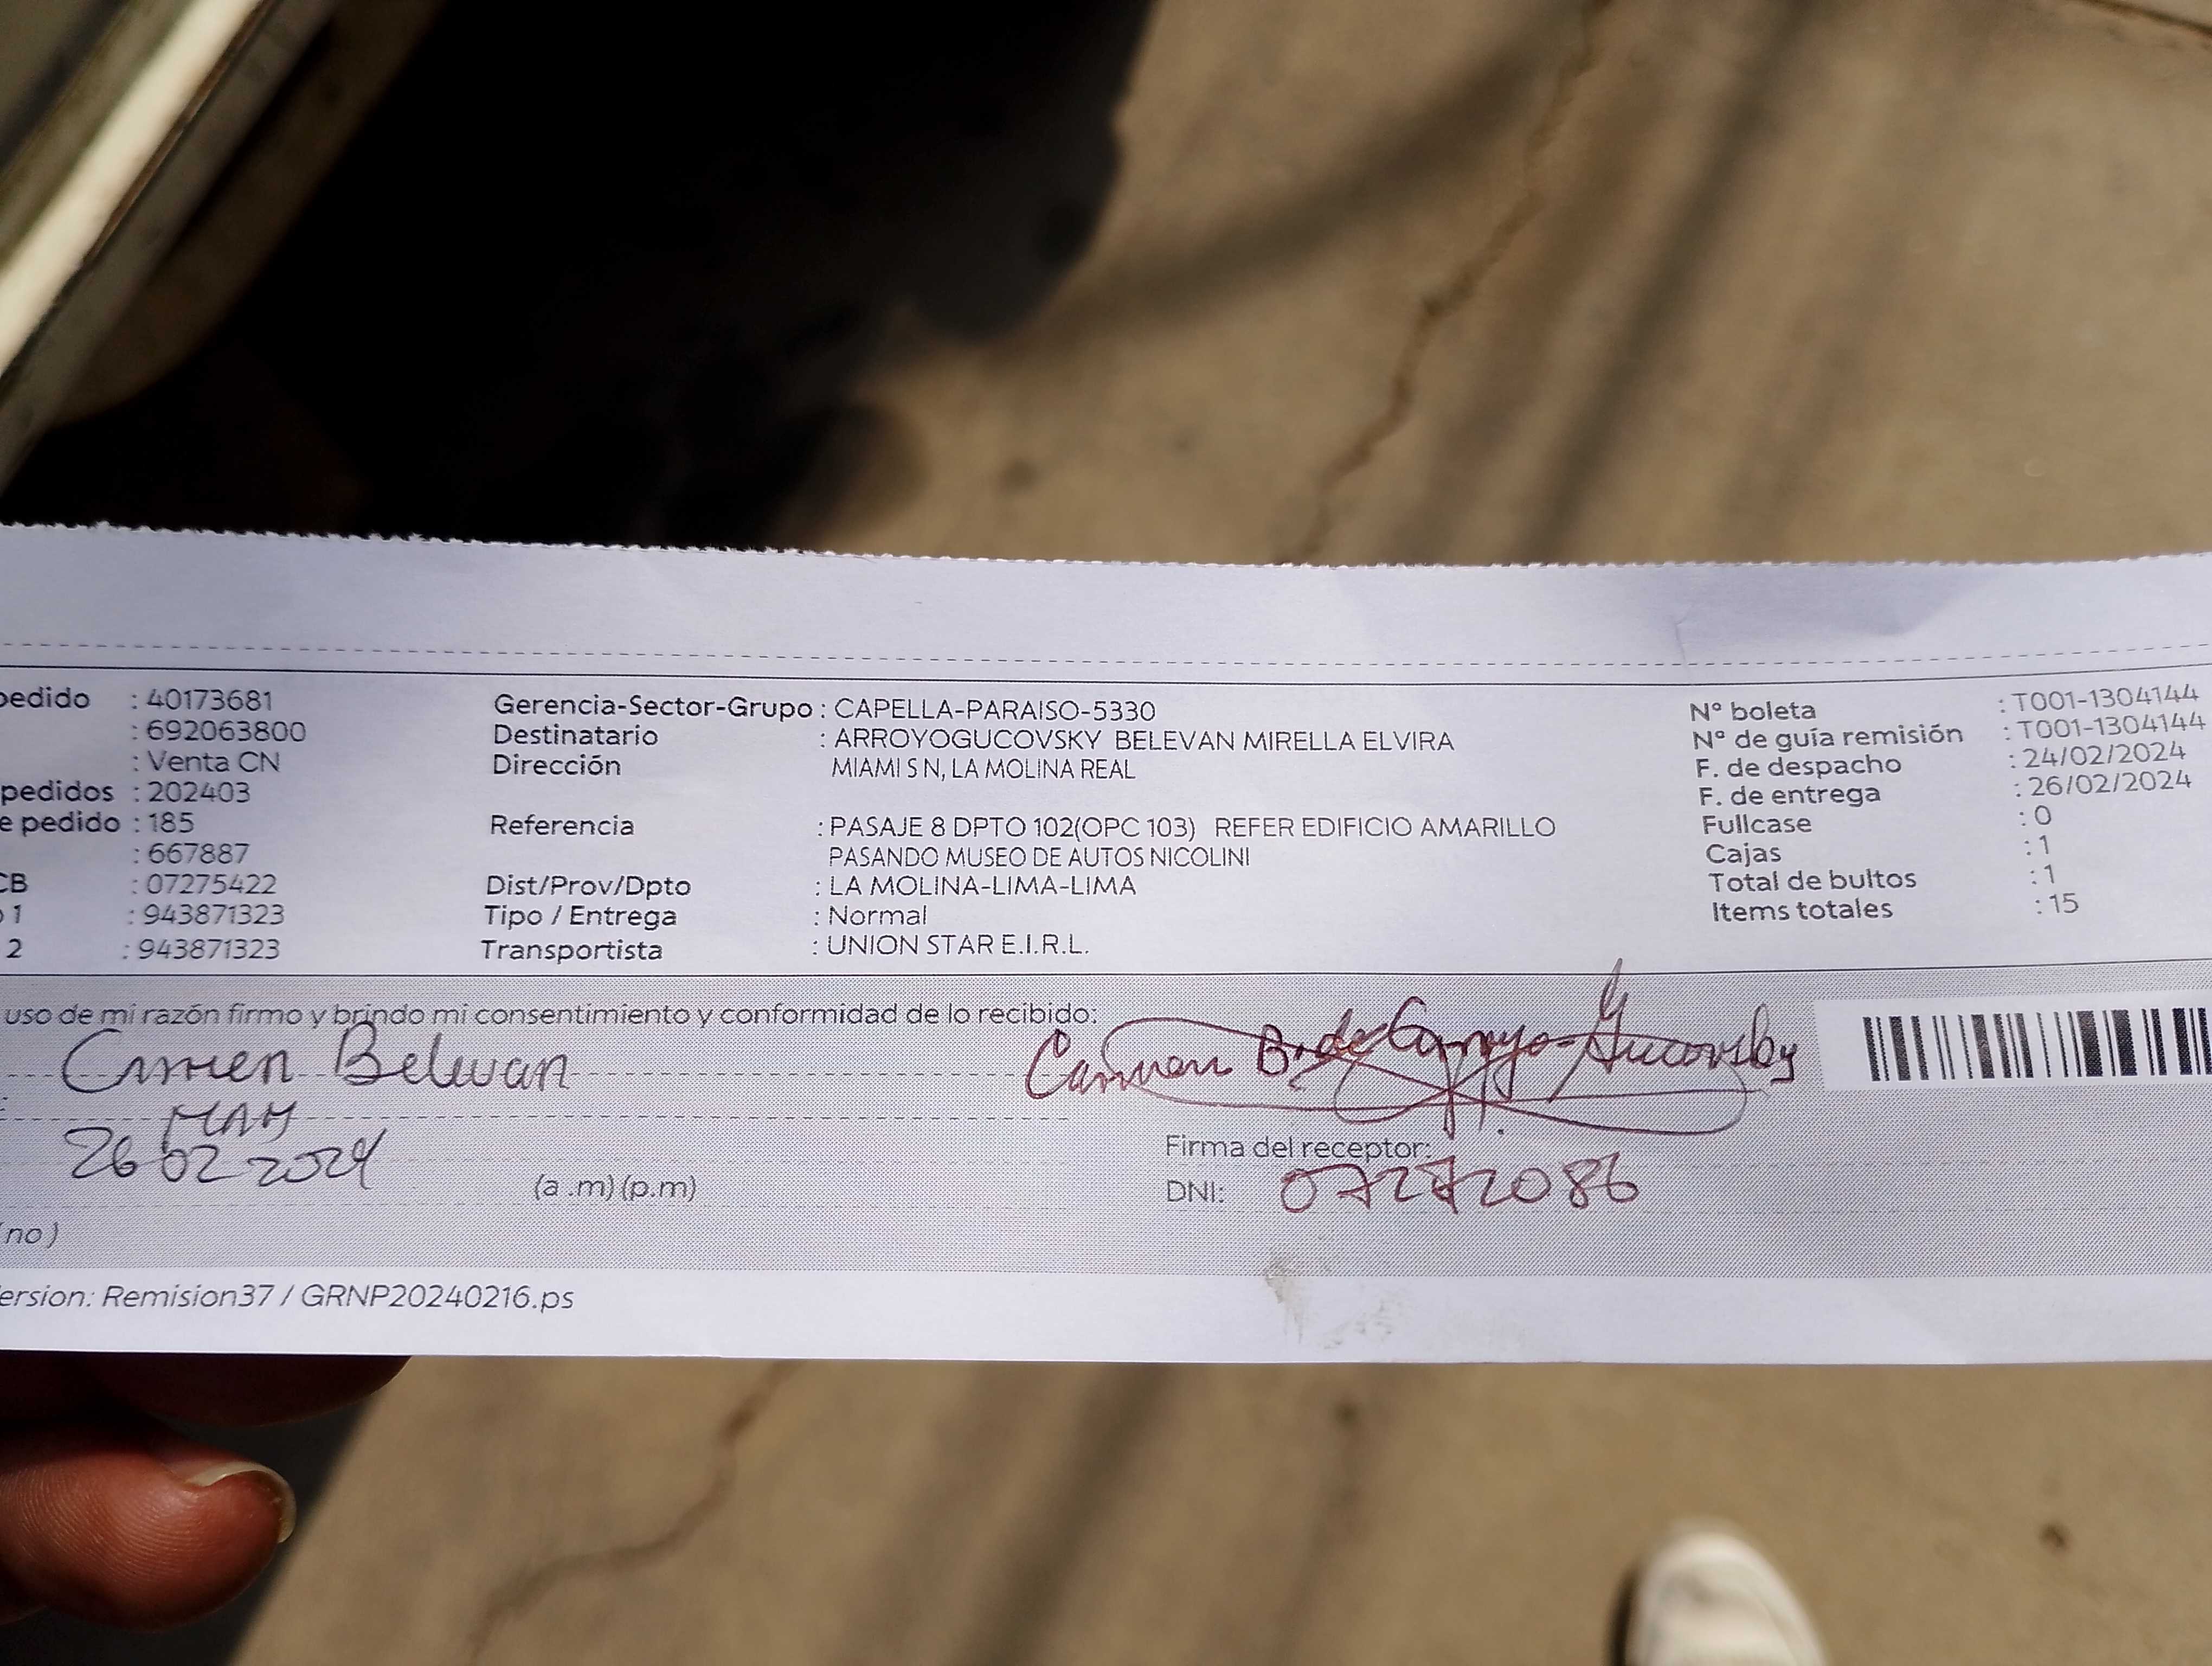 pedido : 40173681 Gerencia-Sector-Grupo : CAPELLA-PARAISO-5330 N° boleta : T001-1304144
: 692063800 Destinatario : ARROYOGUCOVSKY BELEVAN MIRELLA ELVIRA N° de guía remisión : T001-1304144
: Venta CN Dirección MIAMI S N, LA MOLINA REAL F. de despacho : 24/02/2024
pedidos : 202403 F. de entrega : 26/02/2024
e pedido : 185 Referencia : PASAJE 8 DPTO 102(OPC 103) REFER EDIFICIO AMARILLO Fullcase : 0
: 667887 PASANDO MUSEO DE AUTOS NICOLINI Cajas : 1
CB : 07275422 Dist/Prov/Dpto : LA MOLINA-LIMA-LIMA Total de bultos : 1
o 1 : 943871323 Tipo / Entrega : Normal Items totales : 15
2 : 943871323 Transportista : UNION STAR E.I.R.L.
uso de mi razón firmo y brindo mi consentimiento y conformidad de lo recibido:
Carmen Belevan Carmen B. de Arroyo-Gucovsky
:
26 02 2024 Firma del receptor:
(a .m) (p.m) DNI: 07272086
(no)
ersion: Remision37 / GRNP20240216.ps